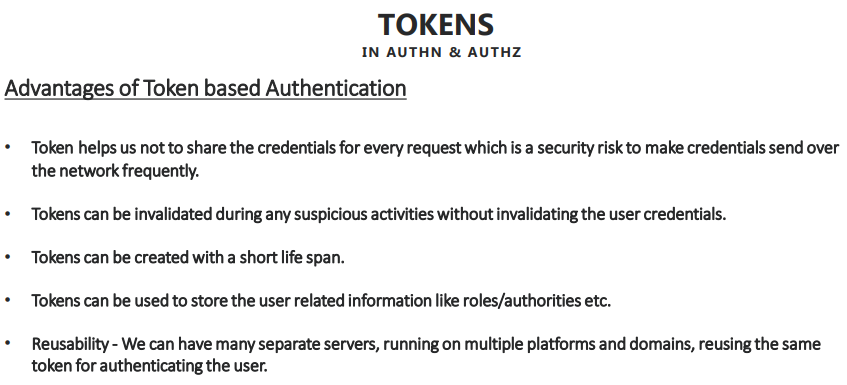 TOKENS
IN AUTHN & AUTHZ
Advantages of Token based Authentication
• Token helps us not to share the credentials for every request which is a security risk to make credentials send over
the network frequently.
• Tokens can be invalidated during any suspicious activities without invalidating the user credentials.
• Tokens can be created with a short life span.
• Tokens can be used to store the user related information like roles/authorities etc.
• Reusability - We can have many separate servers, running on multiple platforms and domains, reusing the same
token for authenticating the user.